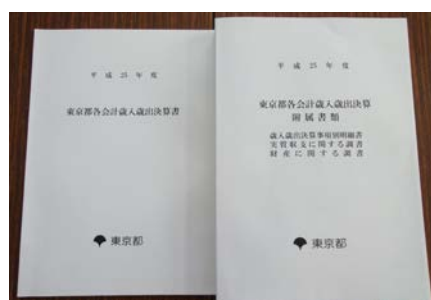 平成25年度
東京都各会計歳入歳出決算書
東京都
平成25年度
東京都各会計歳入歳出決算
附属書類
歳入歳出決算事項別明細書
実質収支に関する調書
財産に関する調書
東京都